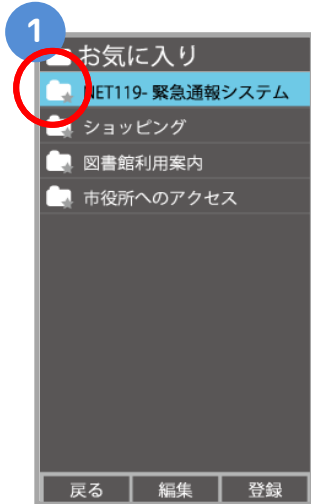 1
お気に入り
NET119- 緊急通報システム
ショッピング
図書館利用案内
市役所へのアクセス
戻る 編集 登録